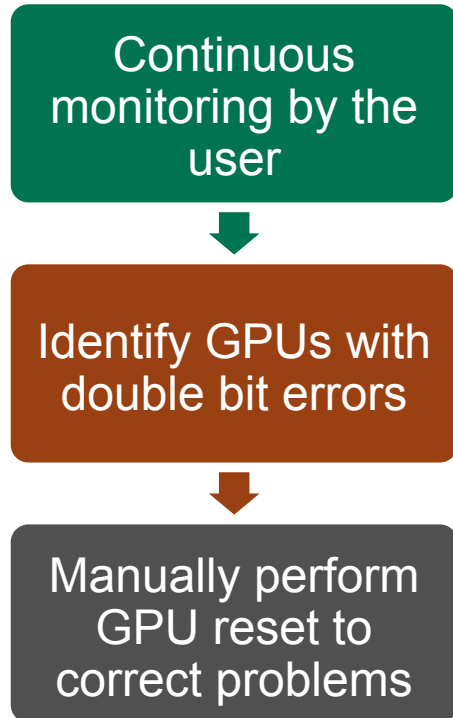 Continuous
monitoring by the
user
Identify GPUs with
double bit errors
Manually perform
GPU reset to
correct problems